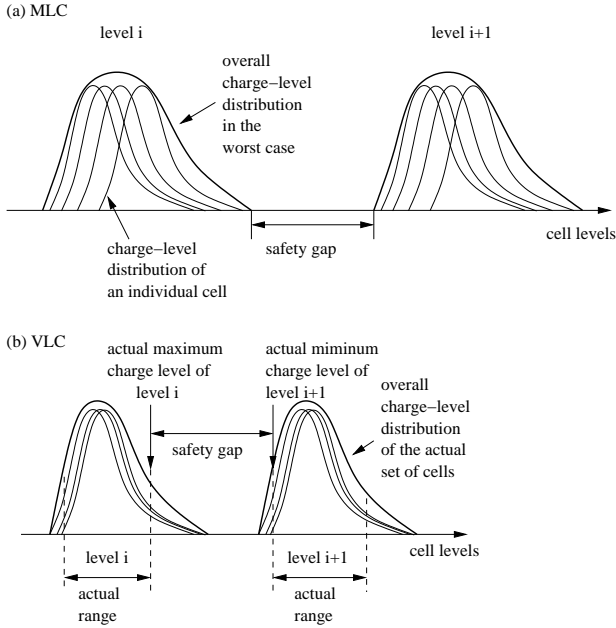 (a) MLC
level i
level i+1
overall
charge−level
distribution
in the
worst case
cell levels
safety gap
charge−level
distribution of
an individual cell
(b) VLC
actual maximum
charge level of
level i
actual miminum
charge level of
level i+1
overall
charge−level
distribution
of the actual
set of cells
safety gap
cell levels
level i
level i+1
actual
range
actual
range